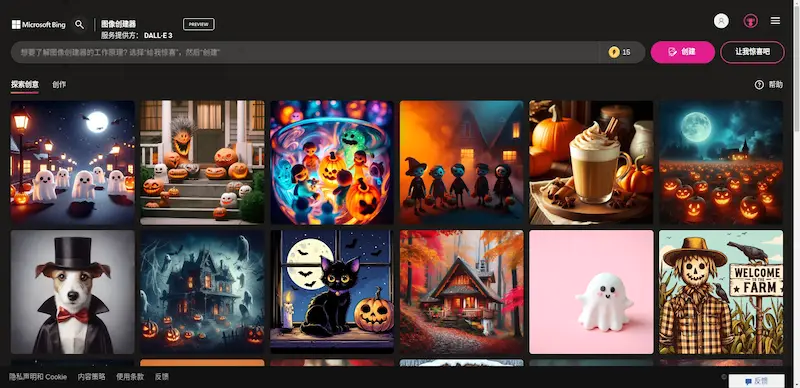 Microsoft Bing
图像创建器
服务提供方: DALL·E 3
PREVIEW
想要了解图像创建器的工作原理? 选择"给我惊喜", 然后"创建"
15
创建
让我惊喜吧
探索创意
创作
帮助
WELCOME
TO THE
FARM
隐私声明和 Cookie
内容策略
使用条款
反馈
©
反馈